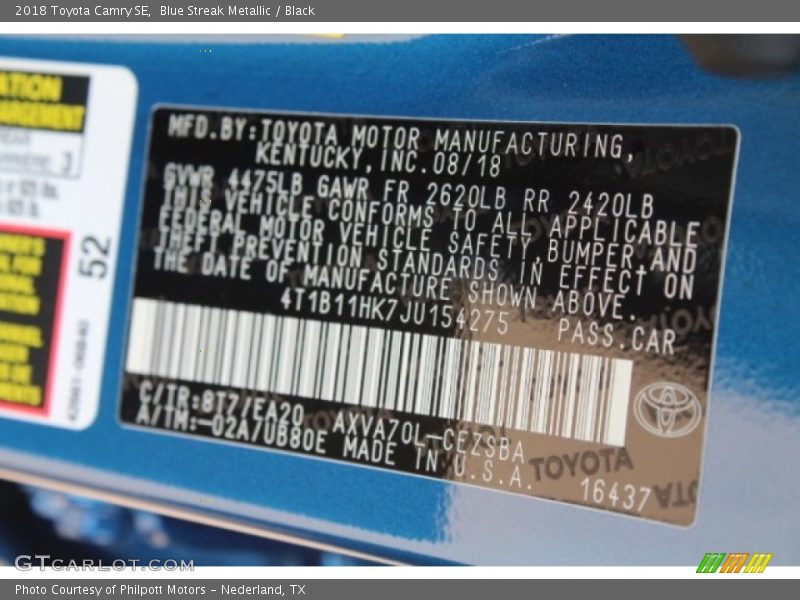 2018 Toyota Camry SE, Blue Streak Metallic / Black
MFD.BY:TOYOTA MOTOR MANUFACTURING,
KENTUCKY,INC.08/18
GVWR 4475LB GAWR FR 2620LB RR 2420LB
THIS VEHICLE CONFORMS TO ALL APPLICABLE
FEDERAL MOTOR VEHICLE SAFETY,BUMPER,AND
THEFT PREVENTION STANDARDS IN EFFECT ON
THE DATE OF MANUFACTURE SHOWN ABOVE.
4T1B11HK7JU154275 PASS.CAR
C/TR:8T7/EA20 AXVA70L-CEZSBA
A/TM:-02A/UB80E MADE IN U.S.A.
TOYOTA
16437
52
GTCARLOT.COM
Photo Courtesy of Philpott Motors - Nederland, TX